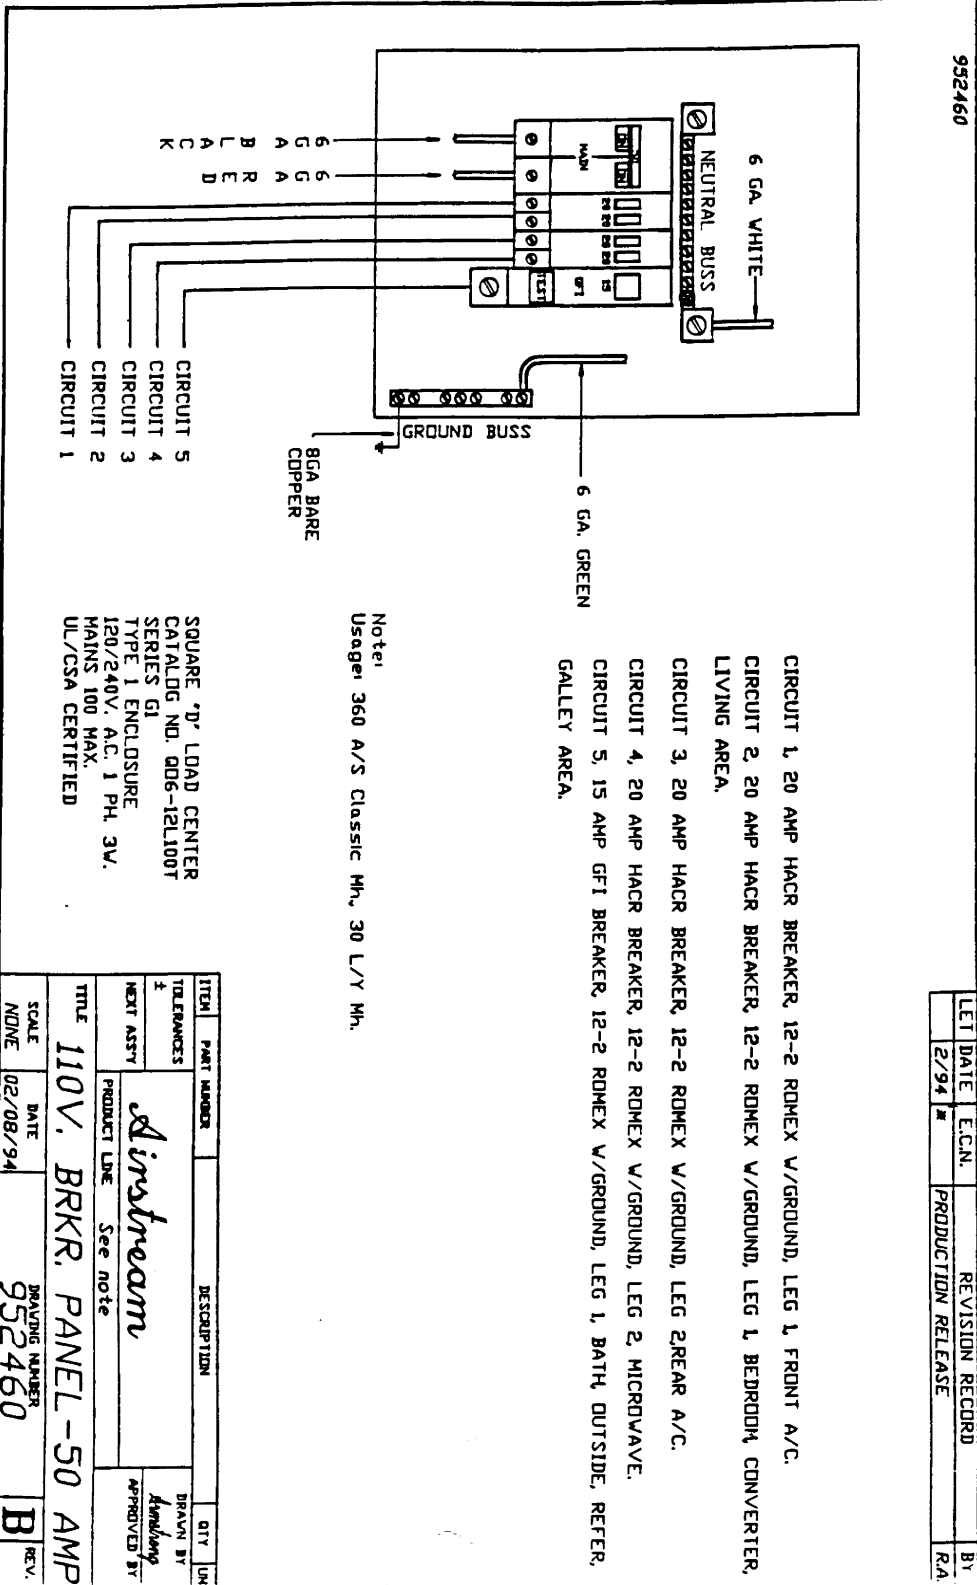 952460
LET DATE E.C.N. REVISION RECORD BY
2/94 * PRODUCTION RELEASE R.A.
6 GA. WHITE
NEUTRAL BUSS
MAIN
ON
ON
20
20
20
20
15
GFI
TEST
6 GA BLACK
6 GA RED
CIRCUIT 5
CIRCUIT 4
CIRCUIT 3
CIRCUIT 2
CIRCUIT 1
GROUND BUSS
6 GA. GREEN
8GA BARE
COPPER
CIRCUIT 1, 20 AMP HACR BREAKER, 12-2 ROMEX W/GROUND, LEG 1, FRONT A/C.
CIRCUIT 2, 20 AMP HACR BREAKER, 12-2 ROMEX W/GROUND, LEG 1, BEDROOM, CONVERTER,
LIVING AREA.
CIRCUIT 3, 20 AMP HACR BREAKER, 12-2 ROMEX W/GROUND, LEG 2,REAR A/C.
CIRCUIT 4, 20 AMP HACR BREAKER, 12-2 ROMEX W/GROUND, LEG 2, MICROWAVE.
CIRCUIT 5, 15 AMP GFI BREAKER, 12-2 ROMEX W/GROUND, LEG 1, BATH, OUTSIDE, REFER,
GALLEY AREA.
Note:
Usage: 360 A/S Classic Mh., 30 L/Y Mh.
SQUARE 'D' LOAD CENTER
CATALOG NO. QO6-12L100T
SERIES G1
TYPE 1 ENCLOSURE
120/240V. A.C. 1 PH. 3W.
MAINS 100 MAX.
UL/CSA CERTIFIED
ITEM PART NUMBER DESCRIPTION QTY UM
TOLERANCES
±
NEXT ASS'Y
Airstream
PRODUCT LINE See note
DRAWN BY
Armstrong
APPROVED BY
TITLE 110V. BRKR. PANEL-50 AMP
SCALE
NONE
DATE
02/08/94
DRAWING NUMBER
952460
B
REV.